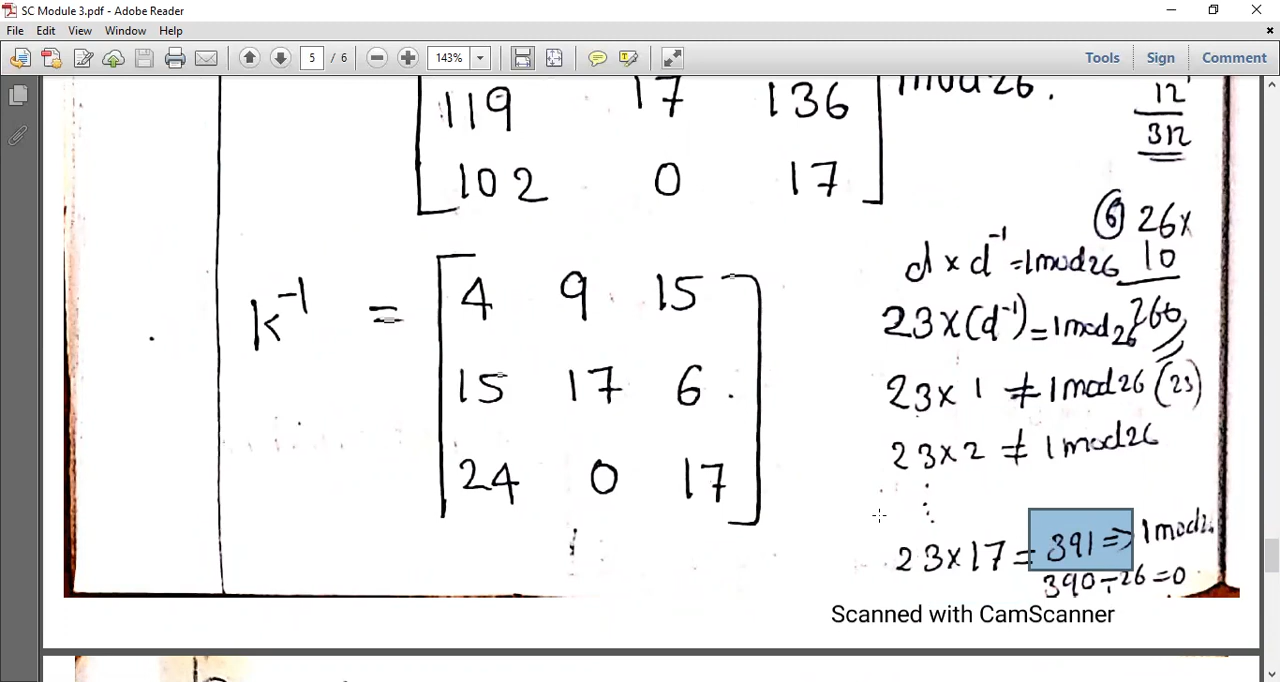 SC Module 3.pdf - Adobe Reader
File Edit View Window Help
5 / 6 143% Tools Sign Comment
119 17 136 mod 26.
102 0 17
12
312
6 26x
10
260
d x d⁻¹ = 1 mod 26
23 x (d⁻¹) = 1 mod 26
23 x 1 ≠ 1 mod 26 (23)
23 x 2 ≠ 1 mod 26
23 x 17 = 391 => 1 mod 2
390 ÷ 26 = 0
k⁻¹ = 4 9 15
15 17 6.
24 0 17
Scanned with CamScanner